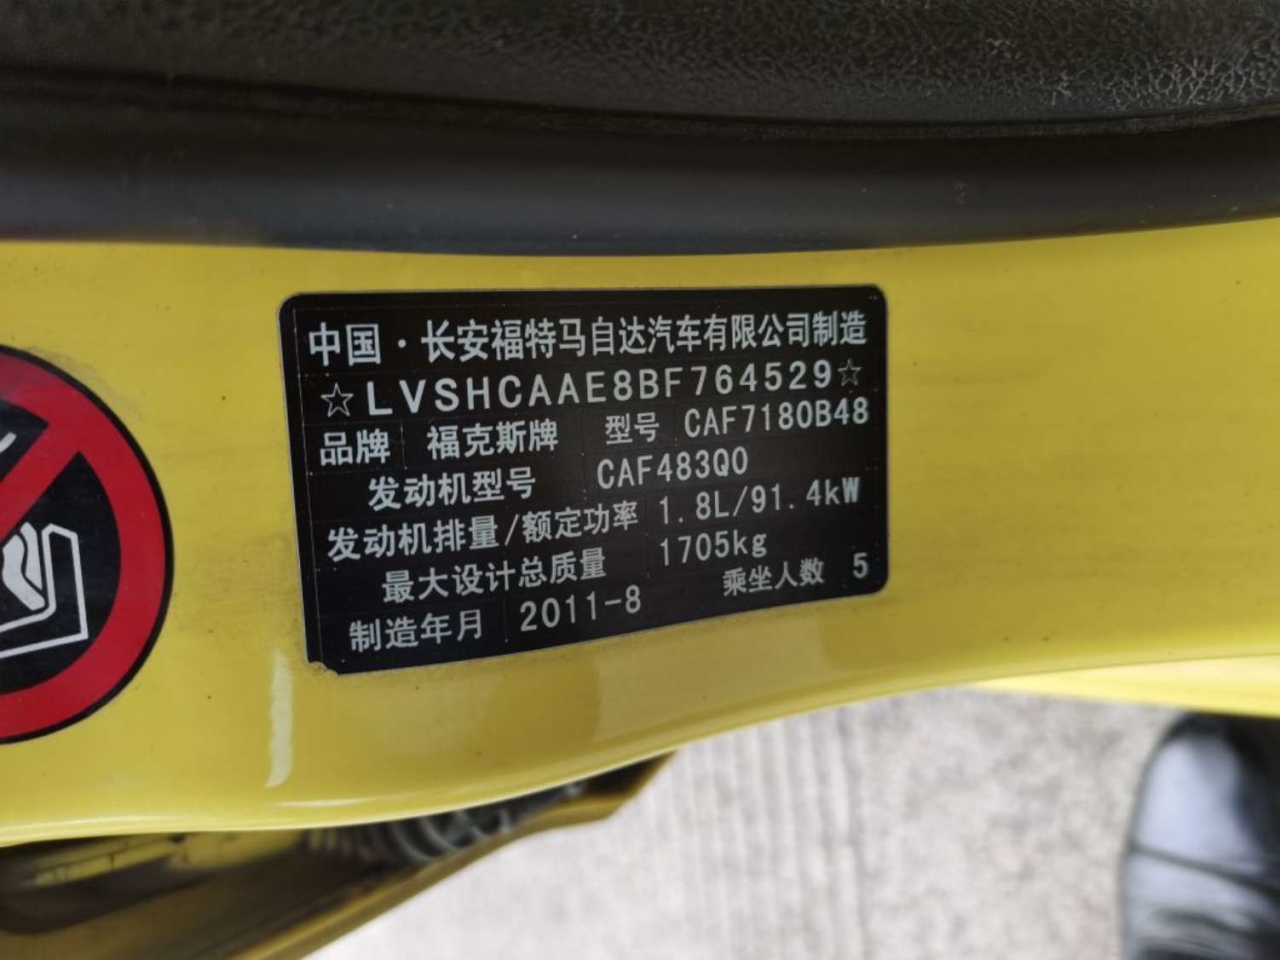 中国·长安福特马自达汽车有限公司制造
☆LVSHCAAE8BF764529☆
品牌 福克斯牌 型号 CAF7180B48
发动机型号 CAF483Q0
发动机排量/额定功率 1.8L/91.4kW
最大设计总质量 1705kg
制造年月 2011-8 乘坐人数 5